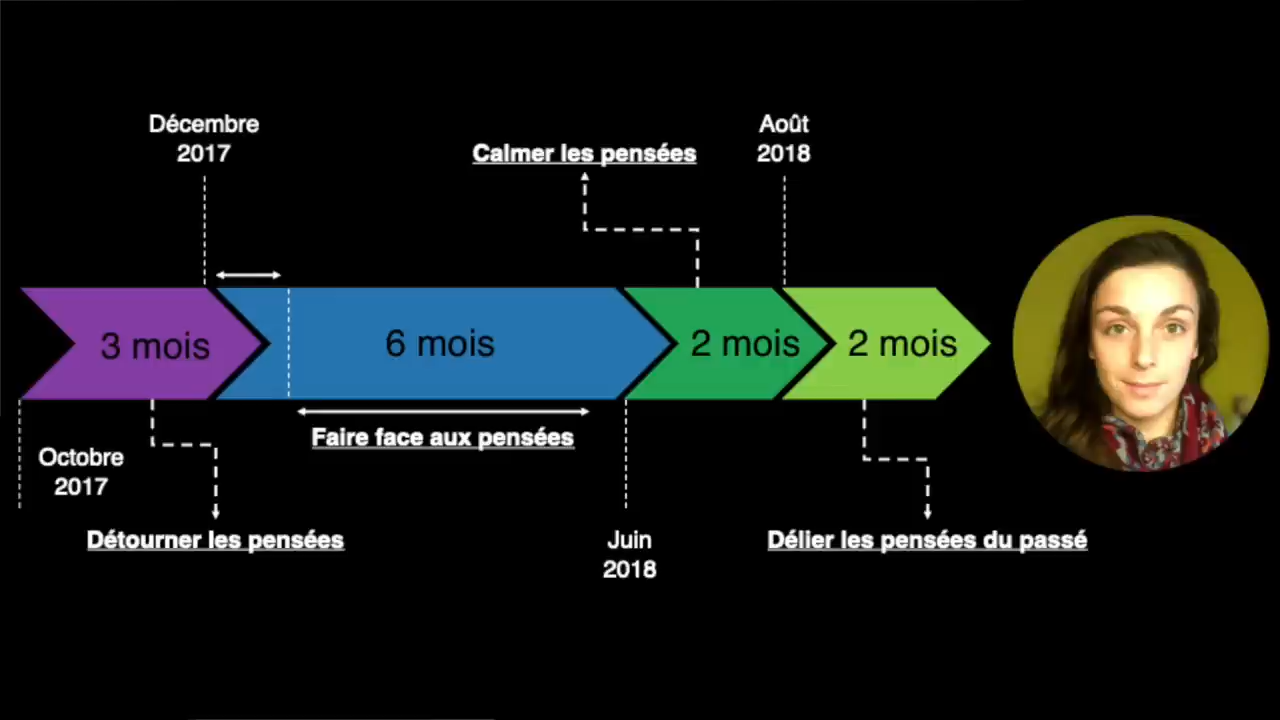 Décembre
2017
Calmer les pensées
Août
2018
3 mois
6 mois
2 mois
2 mois
Faire face aux pensées
Octobre
2017
Détourner les pensées
Juin
2018
Délier les pensées du passé